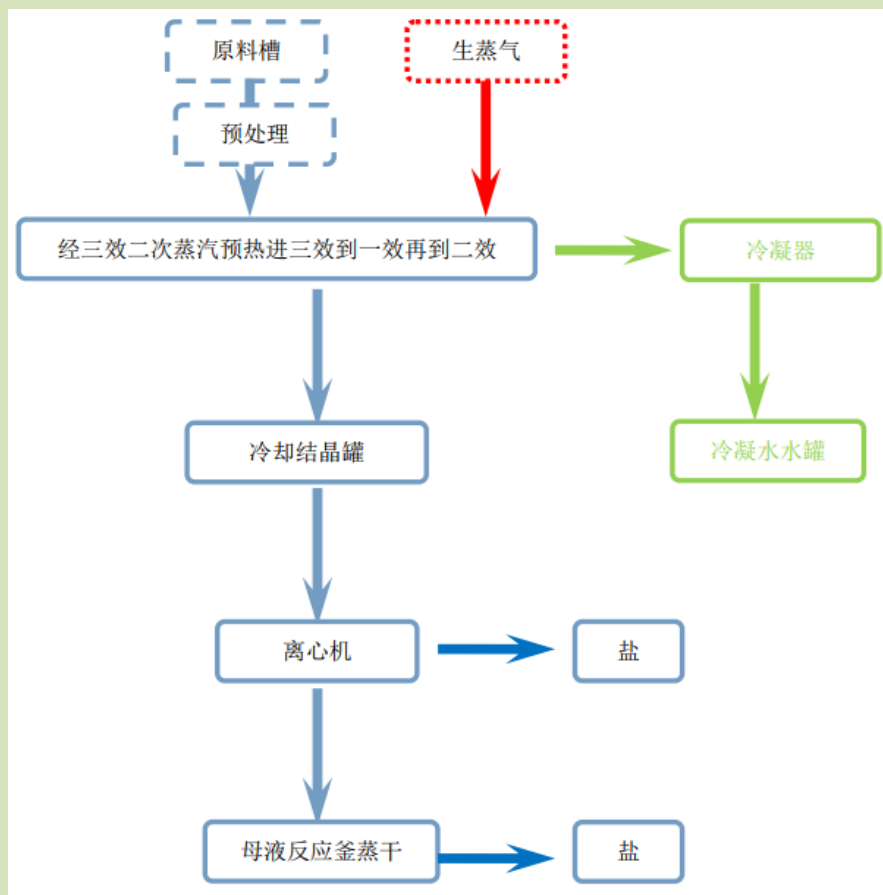 原料槽
生蒸气
预处理
经三效二次蒸汽预热进三效到一效再到二效
冷凝器
冷却结晶罐
冷凝水水罐
离心机
盐
母液反应釜蒸干
盐